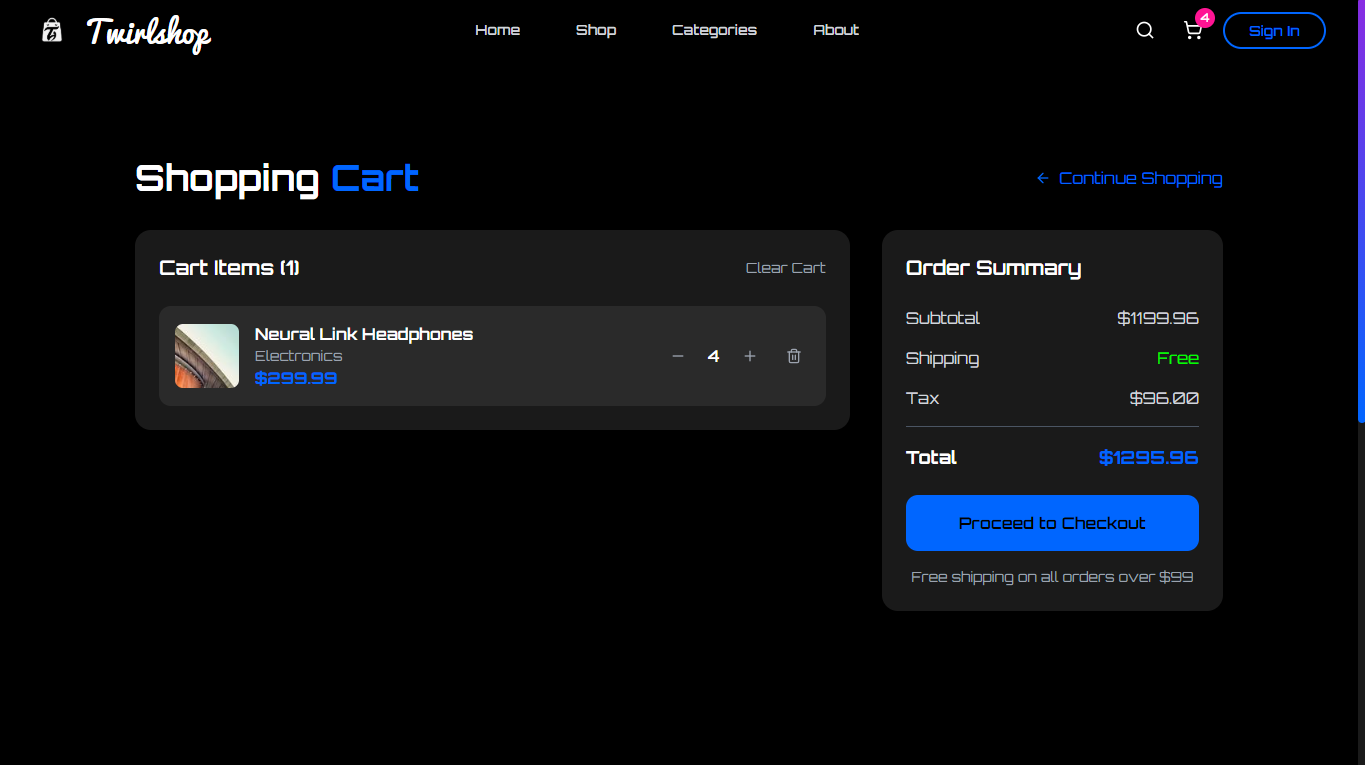 Twirlshop
Home Shop Categories About
4
Sign In
Shopping Cart
Continue Shopping
Cart Items (1)
Clear Cart
Neural Link Headphones
Electronics
$299.99
4
Order Summary
Subtotal $1199.96
Shipping Free
Tax $96.00
Total $1295.96
Proceed to Checkout
Free shipping on all orders over $99